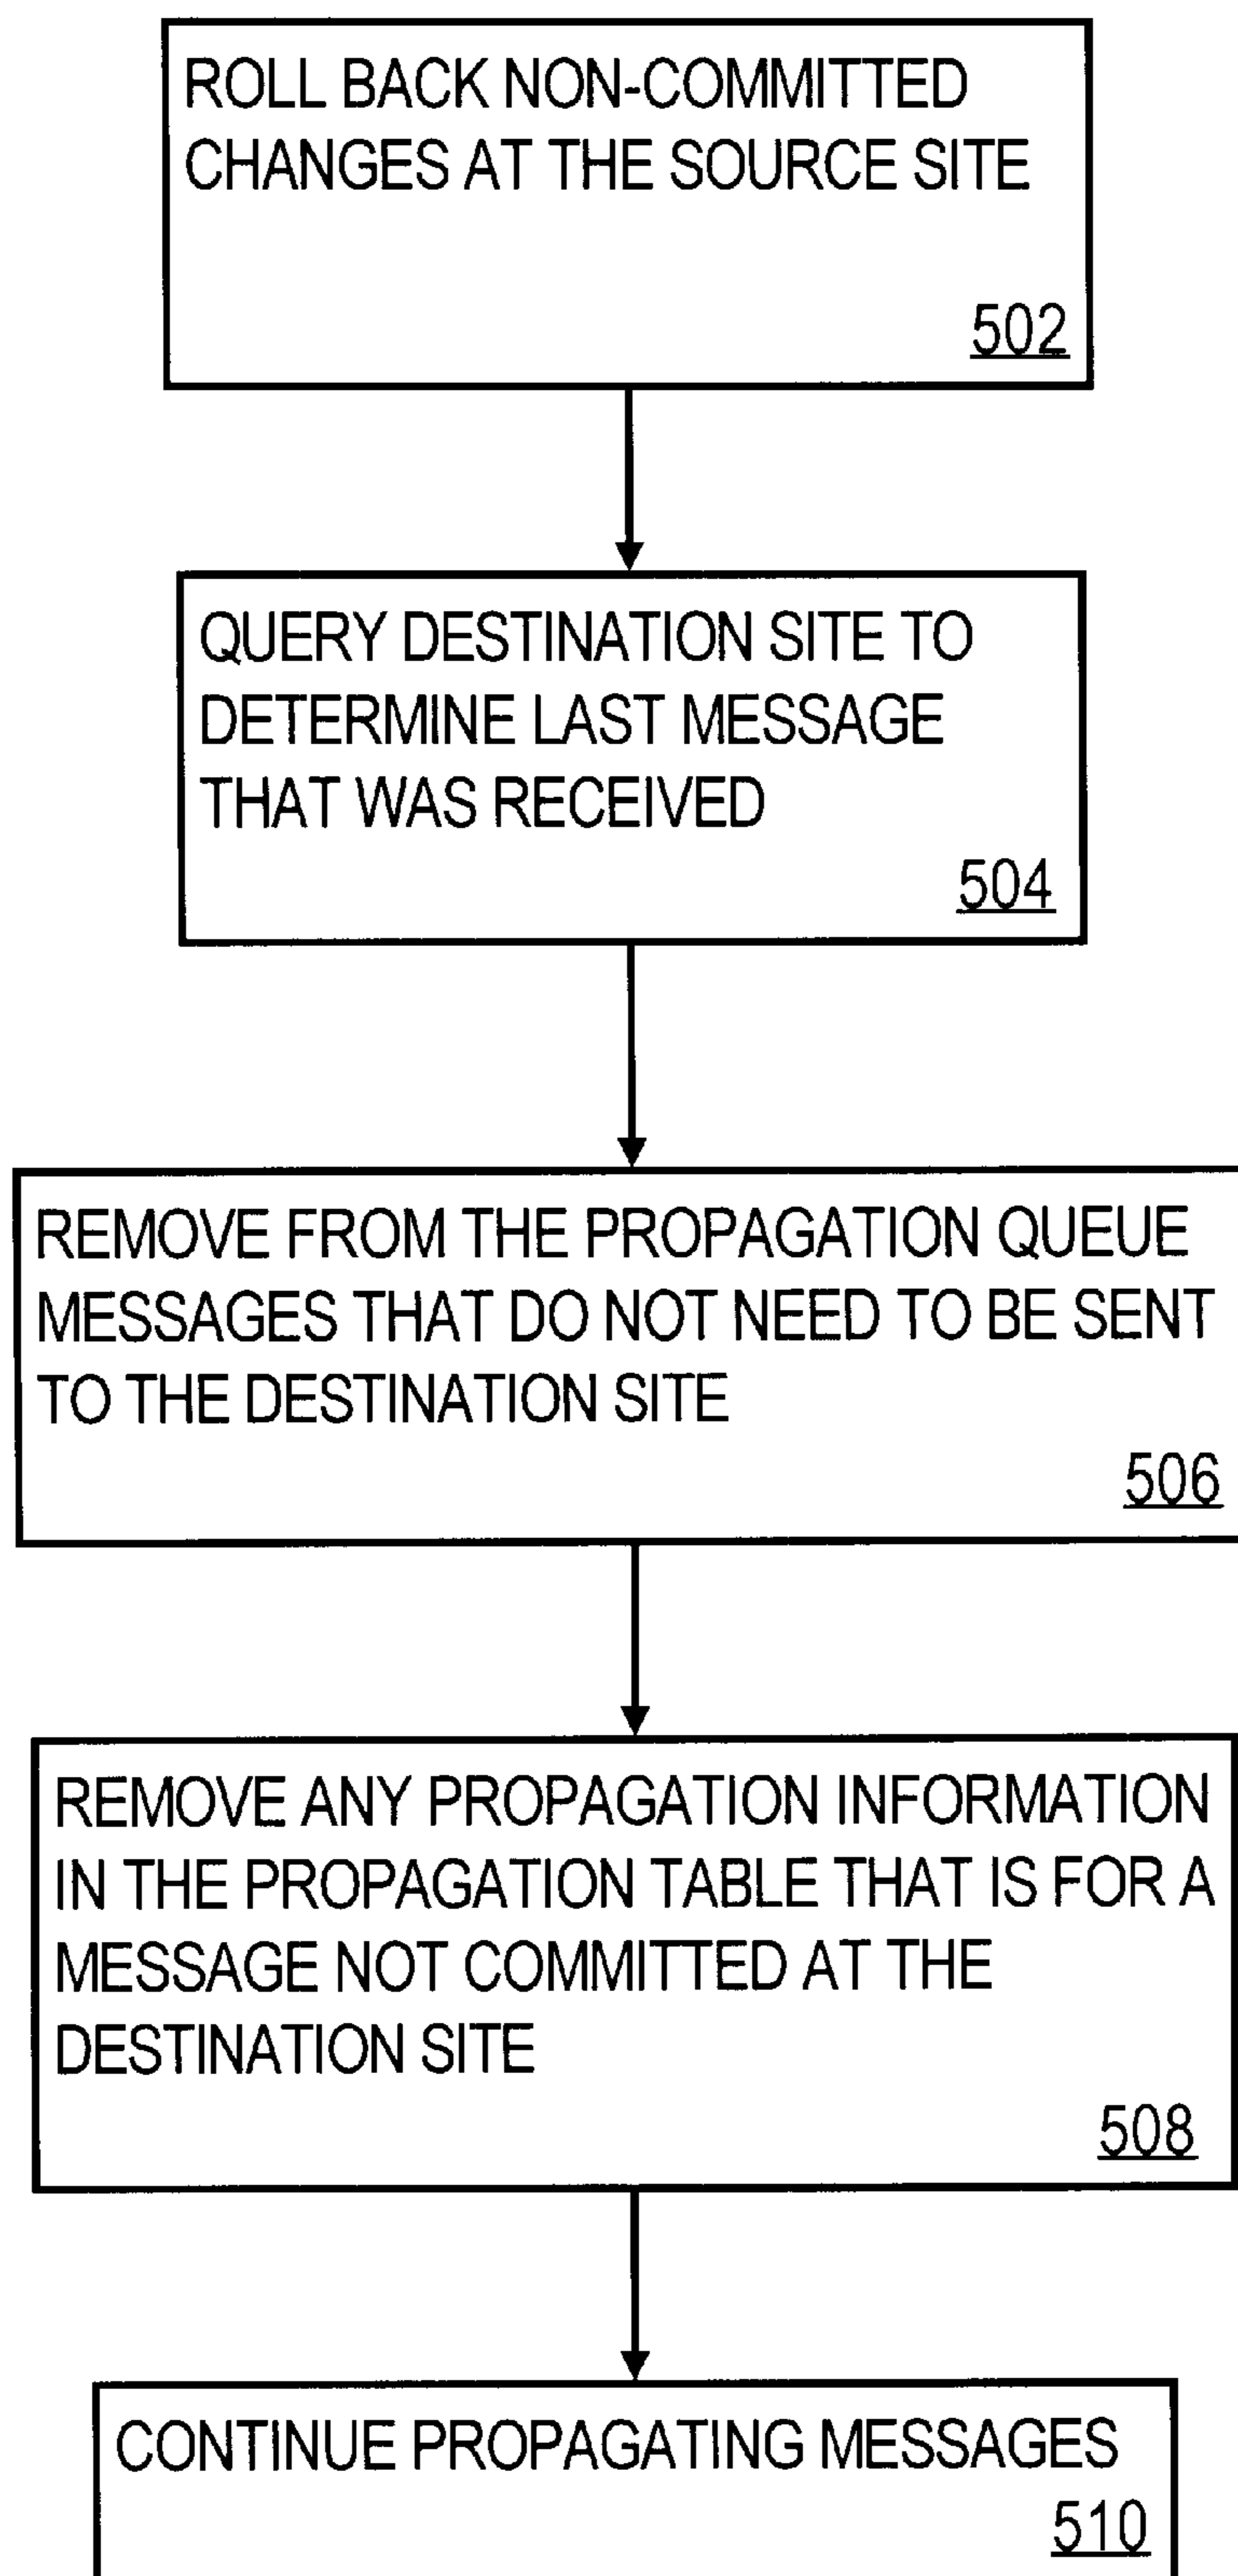 ROLL BACK NON-COMMITTED
CHANGES AT THE SOURCE SITE
502
QUERY DESTINATION SITE TO
DETERMINE LAST MESSAGE
THAT WAS RECEIVED
504
REMOVE FROM THE PROPAGATION QUEUE
MESSAGES THAT DO NOT NEED TO BE SENT
TO THE DESTINATION SITE
506
REMOVE ANY PROPAGATION INFORMATION
IN THE PROPAGATION TABLE THAT IS FOR A
MESSAGE NOT COMMITTED AT THE
DESTINATION SITE
508
CONTINUE PROPAGATING MESSAGES
510